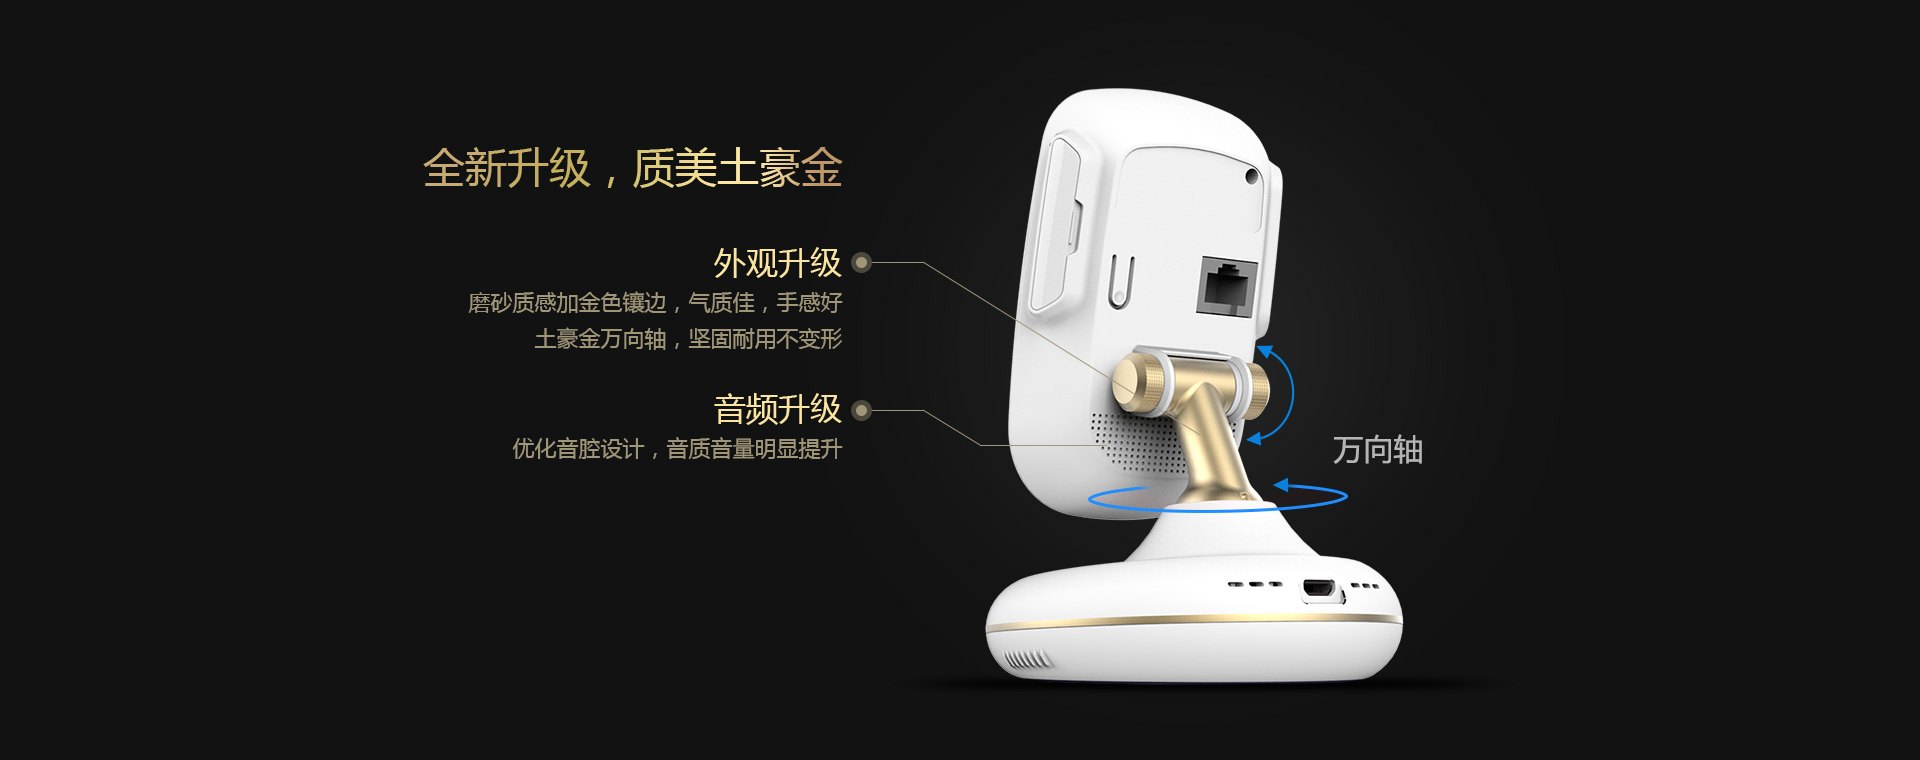 全新升级，质美土豪金
外观升级
磨砂质感加金色镶边，气质佳，手感好
土豪金万向轴，坚固耐用不变形
音频升级
优化音腔设计，音质音量明显提升
万向轴